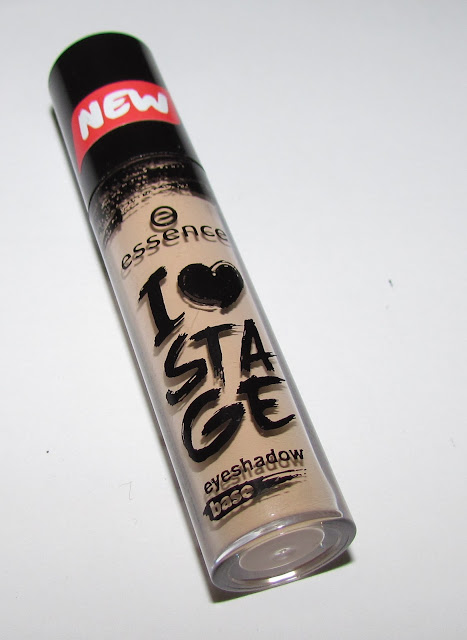 NEW
essence
I ♥
STA
GE
eyeshadow
base